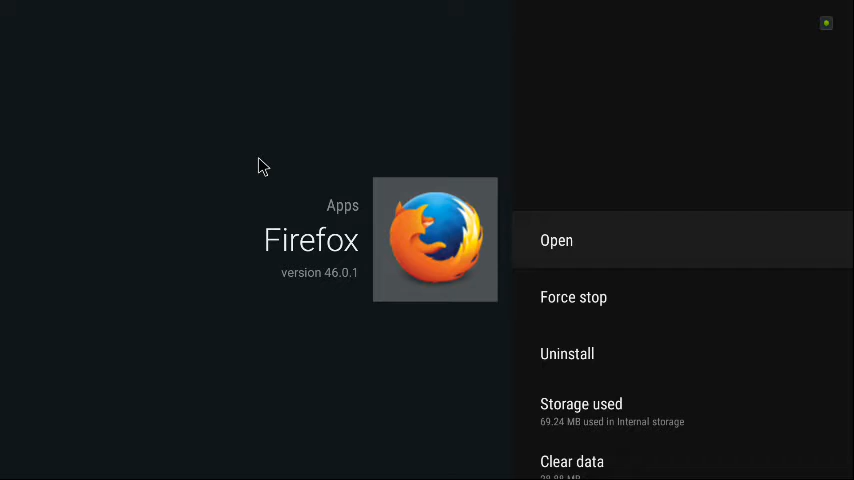 Apps
Firefox
version 46.0.1
Open
Force stop
Uninstall
Storage used
69.24 MB used in Internal storage
Clear data